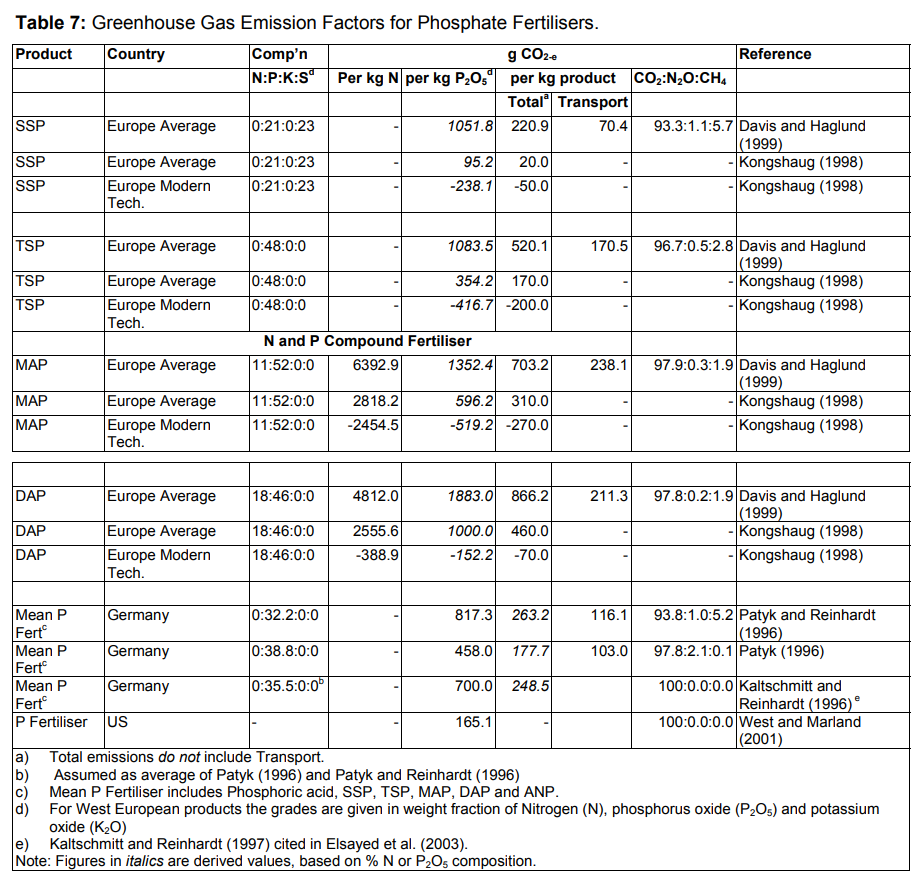 Table 7: Greenhouse Gas Emission Factors for Phosphate Fertilisers.
Product Country Comp'n g CO₂-e Reference
N:P:K:Sᵈ Per kg N per kg P₂O₅ᵈ per kg product CO₂:N₂O:CH₄
Totalᵃ Transport
SSP Europe Average 0:21:0:23 - 1051.8 220.9 70.4 93.3:1.1:5.7 Davis and Haglund
(1999)
SSP Europe Average 0:21:0:23 - 95.2 20.0 - - Kongshaug (1998)
SSP Europe Modern 0:21:0:23 - -238.1 -50.0 - - Kongshaug (1998)
Tech.
TSP Europe Average 0:48:0:0 - 1083.5 520.1 170.5 96.7:0.5:2.8 Davis and Haglund
(1999)
TSP Europe Average 0:48:0:0 - 354.2 170.0 - - Kongshaug (1998)
TSP Europe Modern 0:48:0:0 - -416.7 -200.0 - - Kongshaug (1998)
Tech.
N and P Compound Fertiliser
MAP Europe Average 11:52:0:0 6392.9 1352.4 703.2 238.1 97.9:0.3:1.9 Davis and Haglund
(1999)
MAP Europe Average 11:52:0:0 2818.2 596.2 310.0 - - Kongshaug (1998)
MAP Europe Modern 11:52:0:0 -2454.5 -519.2 -270.0 - - Kongshaug (1998)
Tech.
DAP Europe Average 18:46:0:0 4812.0 1883.0 866.2 211.3 97.8:0.2:1.9 Davis and Haglund
(1999)
DAP Europe Average 18:46:0:0 2555.6 1000.0 460.0 - - Kongshaug (1998)
DAP Europe Modern 18:46:0:0 -388.9 -152.2 -70.0 - - Kongshaug (1998)
Tech.
Mean P Germany 0:32.2:0:0 - 817.3 263.2 116.1 93.8:1.0:5.2 Patyk and Reinhardt
Fertᶜ (1996)
Mean P Germany 0:38.8:0:0 - 458.0 177.7 103.0 97.8:2.1:0.1 Patyk (1996)
Fertᶜ
Mean P Germany 0:35.5:0:0ᵇ - 700.0 248.5 100:0.0:0.0 Kaltschmitt and
Fertᶜ Reinhardt (1996) ᵉ
P Fertiliser US - - 165.1 - 100:0.0:0.0 West and Marland
(2001)
a) Total emissions do not include Transport.
b) Assumed as average of Patyk (1996) and Patyk and Reinhardt (1996)
c) Mean P Fertiliser includes Phosphoric acid, SSP, TSP, MAP, DAP and ANP.
d) For West European products the grades are given in weight fraction of Nitrogen (N), phosphorus oxide (P₂O₅) and potassium
oxide (K₂O)
e) Kaltschmitt and Reinhardt (1997) cited in Elsayed et al. (2003).
Note: Figures in italics are derived values, based on % N or P₂O₅ composition.